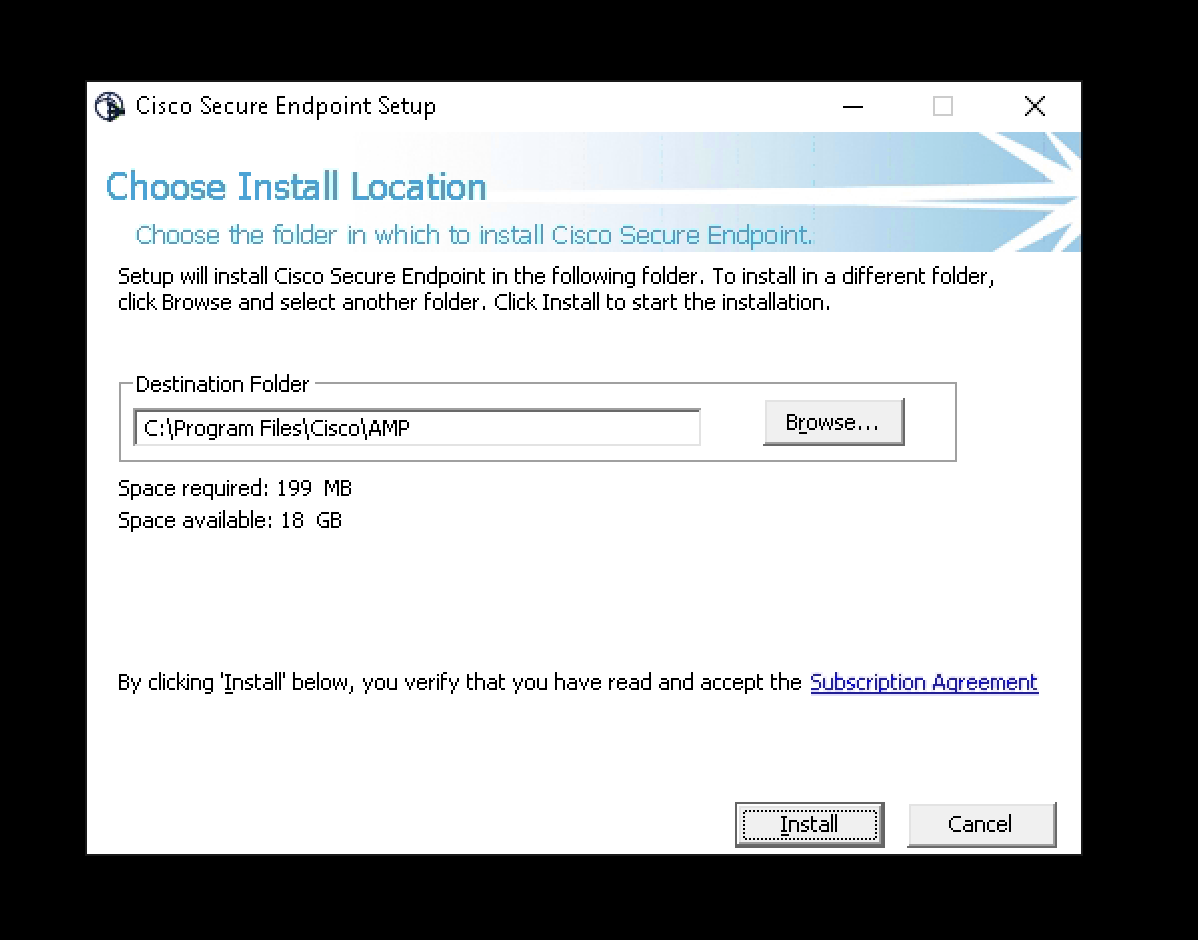 Cisco Secure Endpoint Setup
Choose Install Location
Choose the folder in which to install Cisco Secure Endpoint.
Setup will install Cisco Secure Endpoint in the following folder. To install in a different folder,
click Browse and select another folder. Click Install to start the installation.
Destination Folder
C:\Program Files\Cisco\AMP
Browse...
Space required: 199 MB
Space available: 18 GB
By clicking 'Install' below, you verify that you have read and accept the Subscription Agreement
Install
Cancel